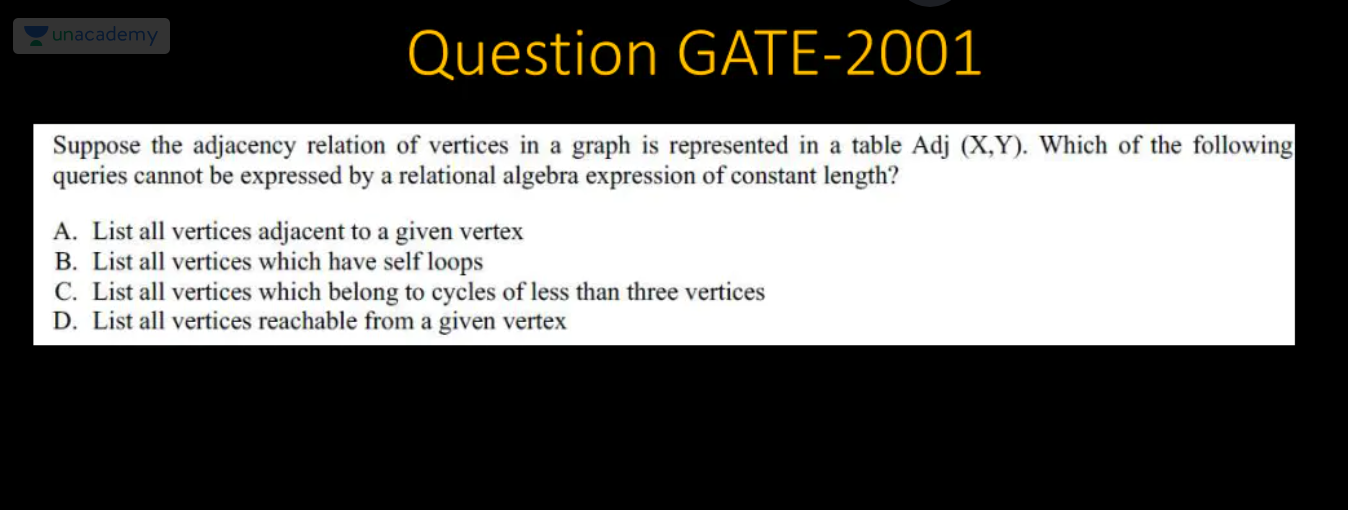 unacademy
Question GATE-2001
Suppose the adjacency relation of vertices in a graph is represented in a table Adj (X,Y). Which of the following
queries cannot be expressed by a relational algebra expression of constant length?
A. List all vertices adjacent to a given vertex
B. List all vertices which have self loops
C. List all vertices which belong to cycles of less than three vertices
D. List all vertices reachable from a given vertex